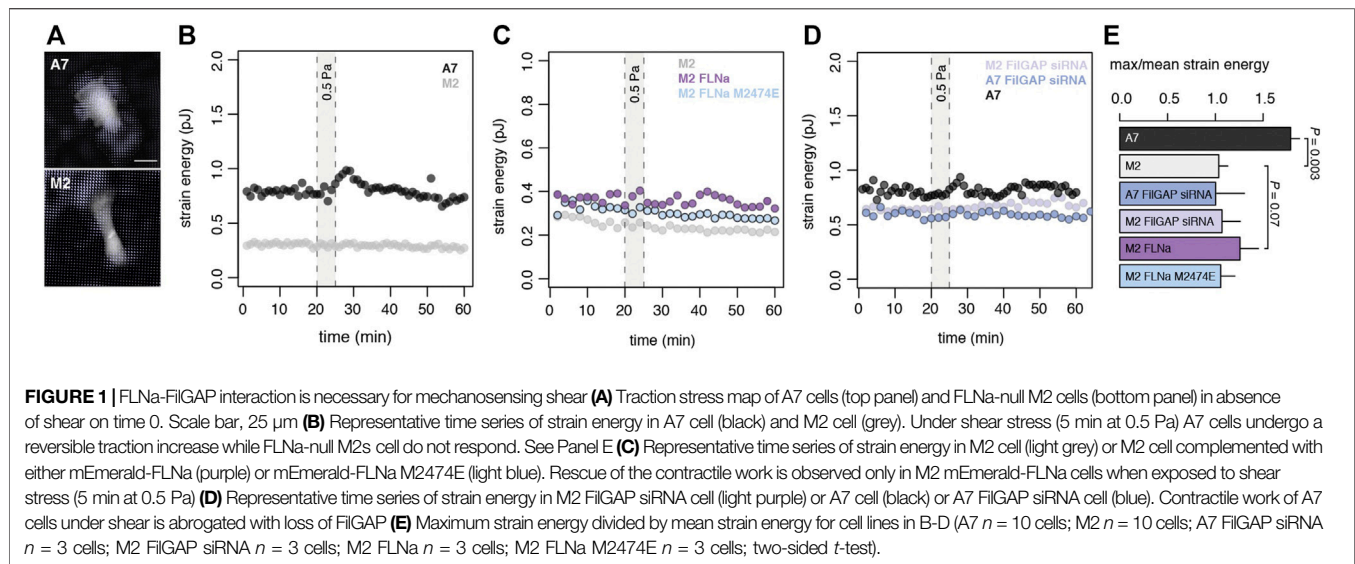 A
A7
M2
B
strain energy (pJ)
2.0
1.5
1.0
0.5
0.0
0.5 Pa
A7
M2
0 10 20 30 40 50 60
time (min)
C
strain energy (pJ)
1.0
0.8
0.6
0.4
0.2
0.0
0.5 Pa
M2
M2 FLNa
M2 FLNa M2474E
0 10 20 30 40 50 60
time (min)
D
strain energy (pJ)
2.0
1.5
1.0
0.5
0.0
0.5 Pa
M2 FilGAP siRNA
A7 FilGAP siRNA
A7
0 10 20 30 40 50 60
time (min)
E
max/mean strain energy
0.0 0.5 1.0 1.5
A7
M2
A7 FilGAP siRNA
M2 FilGAP siRNA
M2 FLNa
M2 FLNa M2474E
P = 0.003
P = 0.07
FIGURE 1 | FLNa-FilGAP interaction is necessary for mechanosensing shear (A) Traction stress map of A7 cells (top panel) and FLNa-null M2 cells (bottom panel) in absence
of shear on time 0. Scale bar, 25 µm (B) Representative time series of strain energy in A7 cell (black) and M2 cell (grey). Under shear stress (5 min at 0.5 Pa) A7 cells undergo a
reversible traction increase while FLNa-null M2s cell do not respond. See Panel E (C) Representative time series of strain energy in M2 cell (light grey) or M2 cell complemented with
either mEmerald-FLNa (purple) or mEmerald-FLNa M2474E (light blue). Rescue of the contractile work is observed only in M2 mEmerald-FLNa cells when exposed to shear
stress (5 min at 0.5 Pa) (D) Representative time series of strain energy in M2 FilGAP siRNA cell (light purple) or A7 cell (black) or A7 FilGAP siRNA cell (blue). Contractile work of A7
cells under shear is abrogated with loss of FilGAP (E) Maximum strain energy divided by mean strain energy for cell lines in B-D (A7 n = 10 cells; M2 n = 10 cells; A7 FilGAP siRNA
n = 3 cells; M2 FilGAP siRNA n = 3 cells; M2 FLNa n = 3 cells; M2 FLNa M2474E n = 3 cells; two-sided t-test).